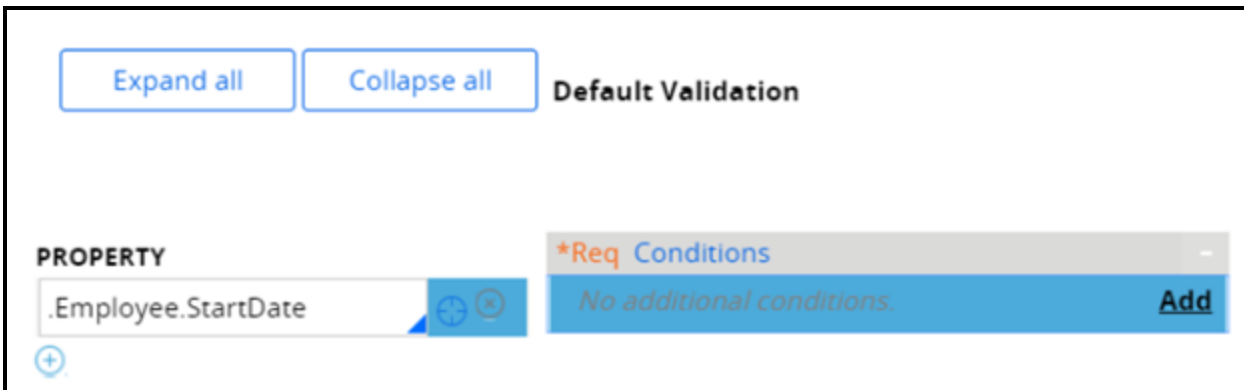 Expand all Collapse all Default Validation
PROPERTY *Req Conditions
.Employee.StartDate No additional conditions. Add